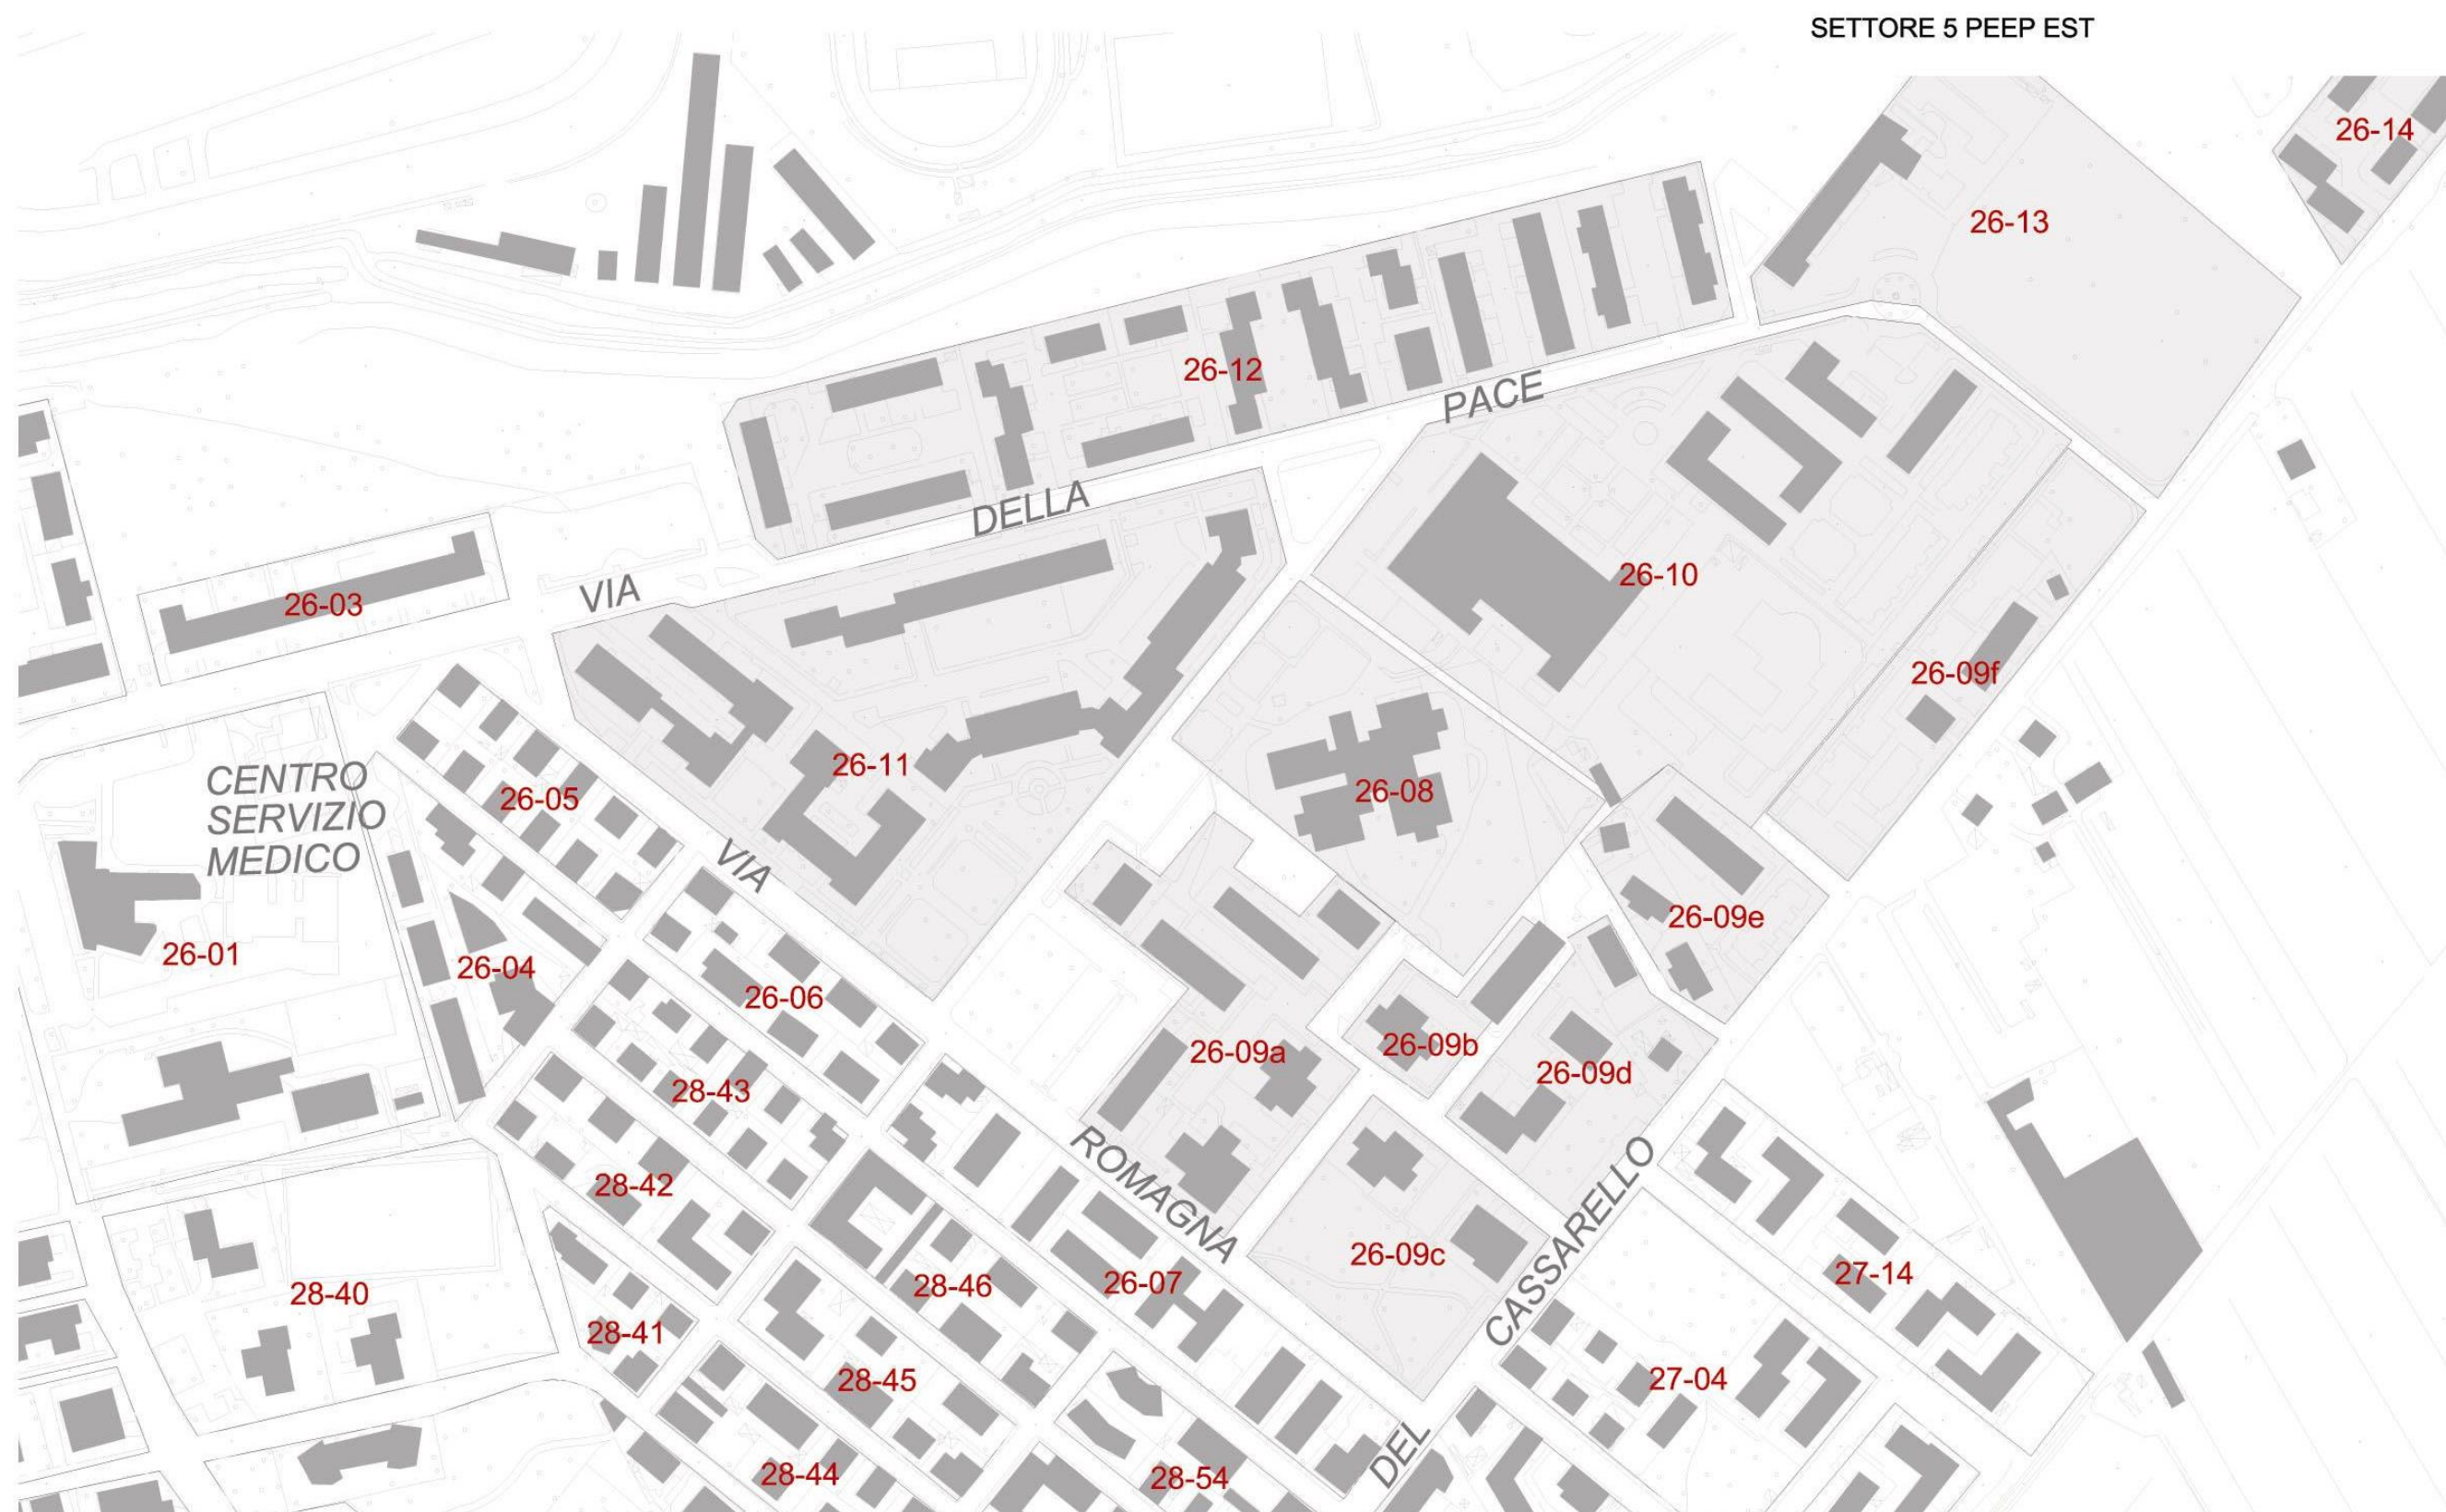 SETTORE 5 PEEP EST
26-14
26-13
26-12
PACE
DELLA
VIA
26-03
26-10
26-09f
26-11
26-08
CENTRO
SERVIZIO
MEDICO
26-05
VIA
26-09e
26-01
26-04
26-06
26-09a
26-09b
26-09d
28-43
ROMAGNA
28-42
26-09c
CASSARELLO
27-14
28-40
28-46
26-07
28-41
28-45
27-04
DEL
28-44
28-54